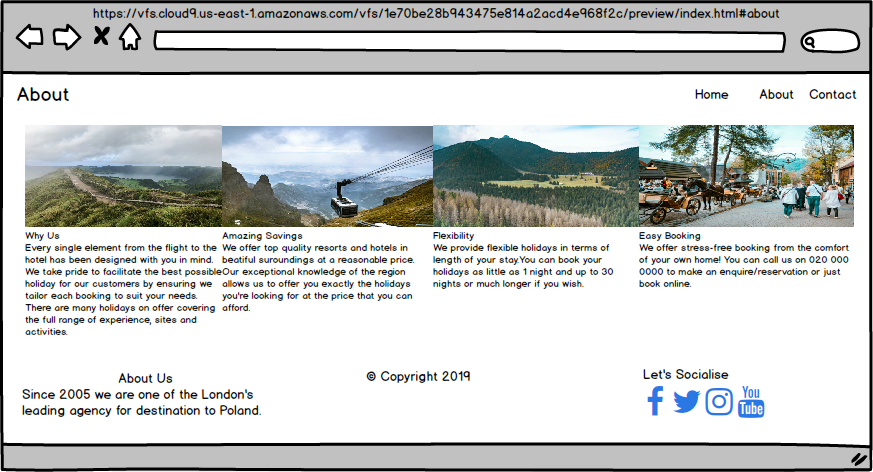 https://vfs.cloud9.us-east-1.amazonaws.com/vfs/1e70be28b943475e814a2acd4e968f2c/preview/index.html#about
About
Home About Contact
Why Us
Every single element from the flight to the
hotel has been designed with you in mind.
We take pride to facilitate the best possible
holiday for our customers by ensuring we
tailor each booking to suit your needs.
There are many holidays on offer covering
the full range of experience, sites and
activities.
Amazing Savings
We offer top quality resorts and hotels in
beatiful suroundings at a reasonable price.
Our exceptional knowledge of the region
allows us to offer you exactly the holidays
you're looking for at the price that you can
afford.
Flexibility
We provide flexible holidays in terms of
length of your stay.You can book your
holidays as little as 1 night and up to 30
nights or much longer if you wish.
Easy Booking
We offer stress-free booking from the comfort
of your own home! You can call us on 020 000
0000 to make an enquire/reservation or just
book online.
About Us
Since 2005 we are one of the London's
leading agency for destination to Poland.
© Copyright 2019
Let's Socialise
You
Tube